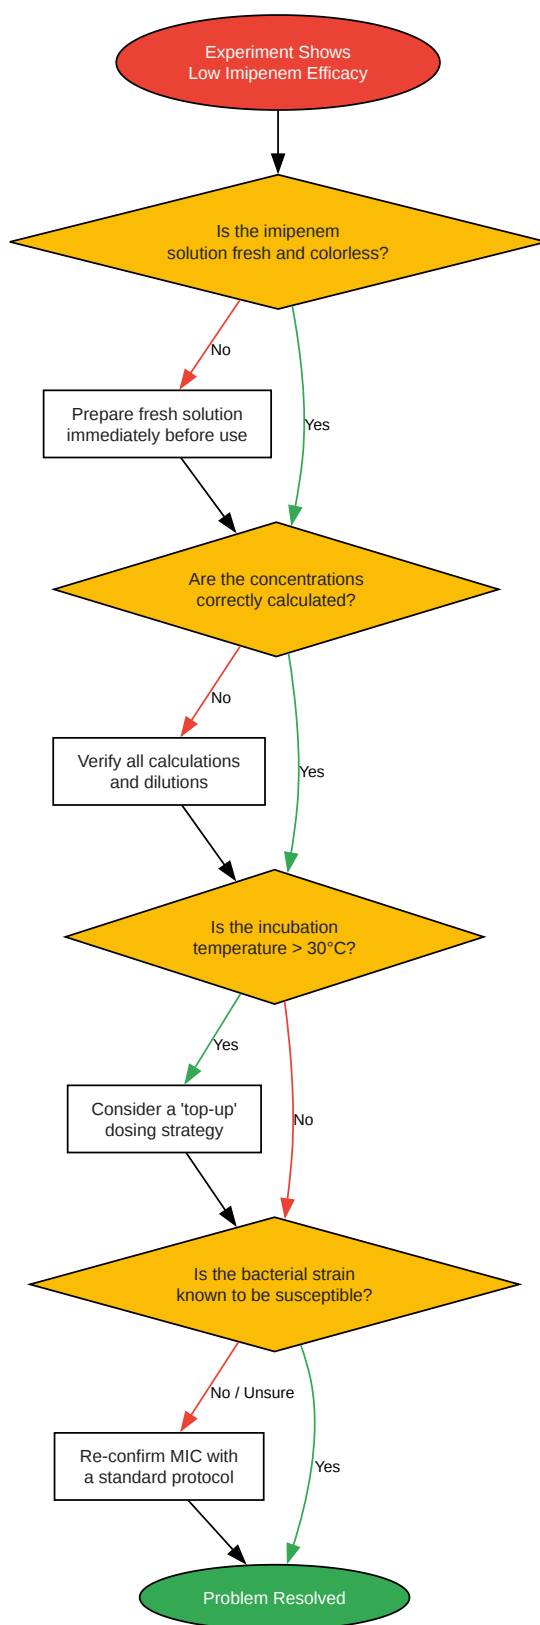 Experiment Shows
Low Imipenem Efficacy
Is the imipenem
solution fresh and colorless?
No
Yes
Prepare fresh solution
immediately before use
Are the concentrations
correctly calculated?
No
Yes
Verify all calculations
and dilutions
Is the incubation
temperature > 30°C?
Yes
No
Consider a 'top-up'
dosing strategy
Is the bacterial strain
known to be susceptible?
No / Unsure
Yes
Re-confirm MIC with
a standard protocol
Problem Resolved